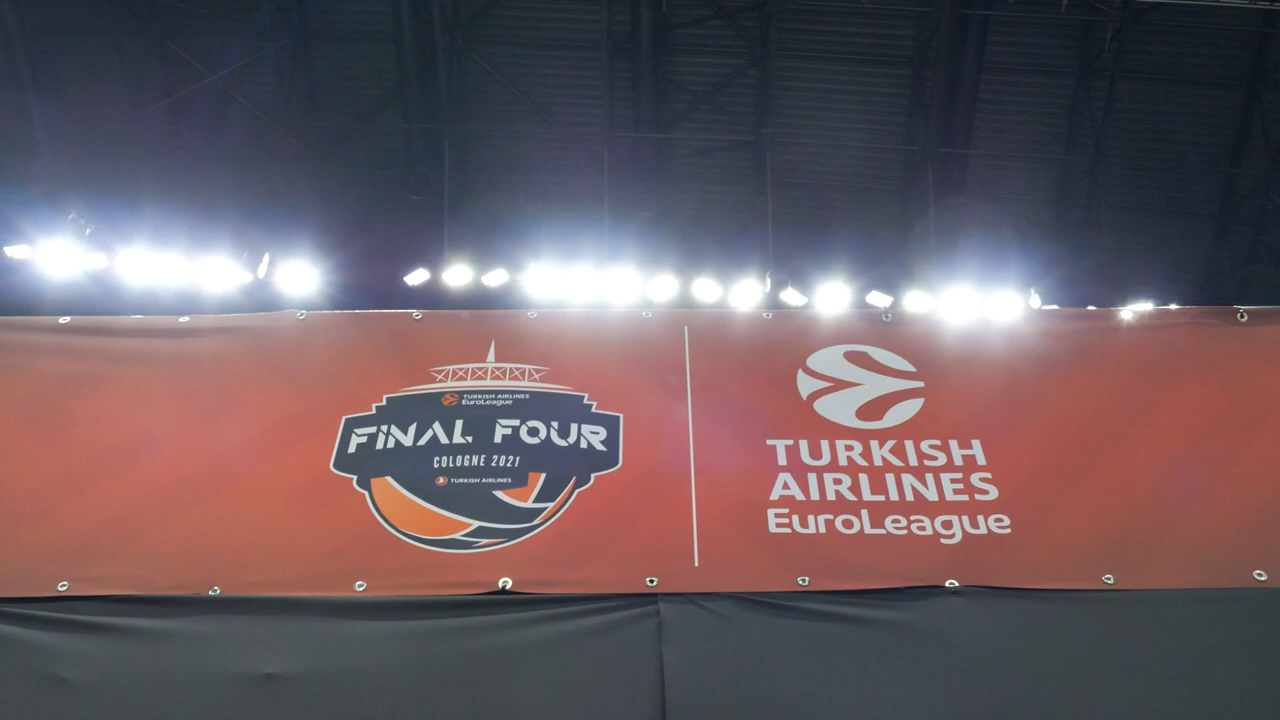 TURKISH AIRLINES
EuroLeague
FINAL FOUR
COLOGNE 2021
TURKISH AIRLINES
TURKISH
AIRLINES
EuroLeague